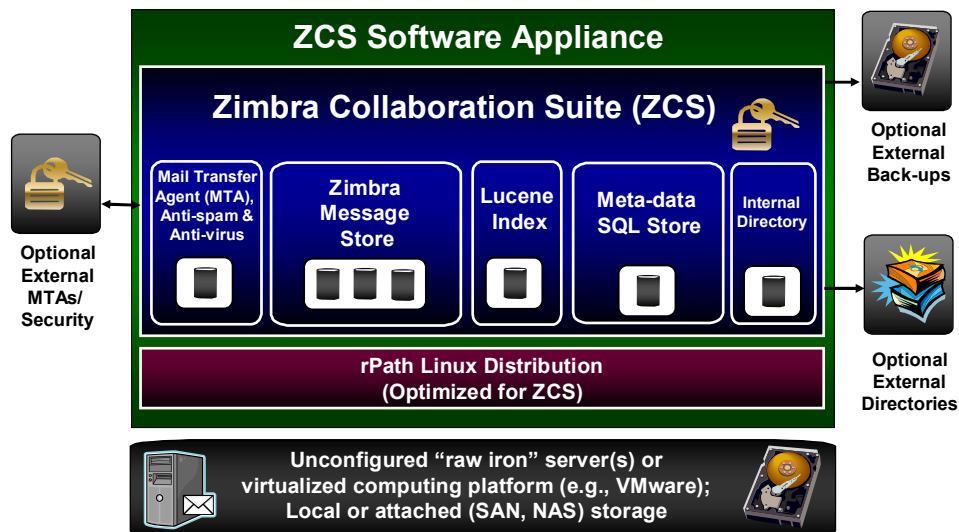 ZCS Software Appliance
Zimbra Collaboration Suite (ZCS)
Mail Transfer
Agent (MTA),
Anti-spam &
Anti-virus
Zimbra
Message
Store
Lucene
Index
Meta-data
SQL Store
Internal
Directory
rPath Linux Distribution
(Optimized for ZCS)
Unconfigured “raw iron” server(s) or
virtualized computing platform (e.g., VMware);
Local or attached (SAN, NAS) storage
Optional
External
MTAs/
Security
Optional
External
Back-ups
Optional
External
Directories